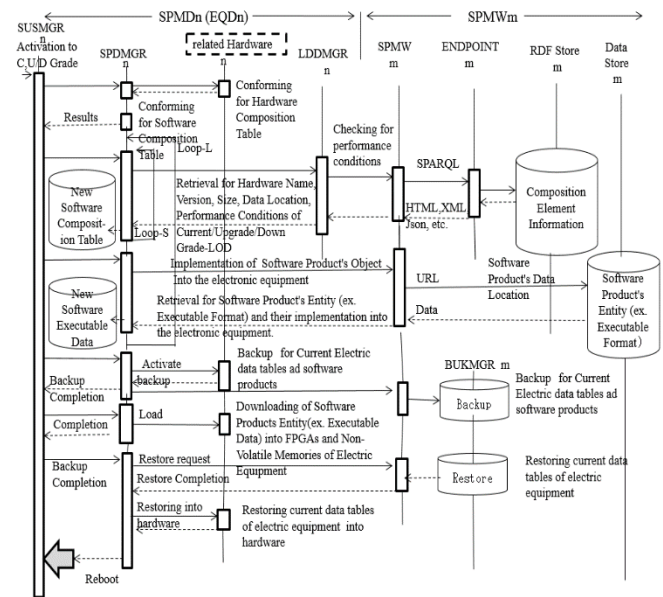 SPMDn (EQDn)
SPMWm
SUSMGR
n
Activation to
C,U/D Grade
SPDMGR
n
related Hardware
n
LDDMGR
n
SPMW
m
ENDPOINT
m
RDF Store
m
Data
Store
m
Results
Conforming
for Hardware
Composition
Table
Conforming
for Software
Composition
Table
Loop-L
Checking for
performance
conditions
SPARQL
New
Software
Composit-
ion Table
Retrieval for Hardware Name,
Version, Size, Data Location,
Performance Conditions of
Current/Upgrade/Down
Grade-LOD
HTML,XML
Json, etc.
Composition
Element
Information
Loop-S
Implementation of Software Product's Object
Into the electronic equipment
URL
Software
Product's Data
Location
New
Software
Executable
Data
Retrieval for Software Product's Entity (ex.
Executable Format) and their implementation into
the electronic equipment.
Data
Software
Product's
Entity (ex.
Executable
Format)
Activate
backup
Backup for Current Electric
data tables ad software
products
Backup
Completion
BUKMGR m
Backup
Backup for Current
Electric data tables ad
software products
Completion
Load
Downloading of Software
Products Entity(ex. Executable
Data) into FPGAs and Non-
Volatile Memories of Electric
Equipment
Backup
Completion
Restore request
Restore Completion
Restore
Restoring current data
tables of electric
equipment
Restoring into
hardware
Restoring current data tables
of electric equipment into
hardware
Reboot